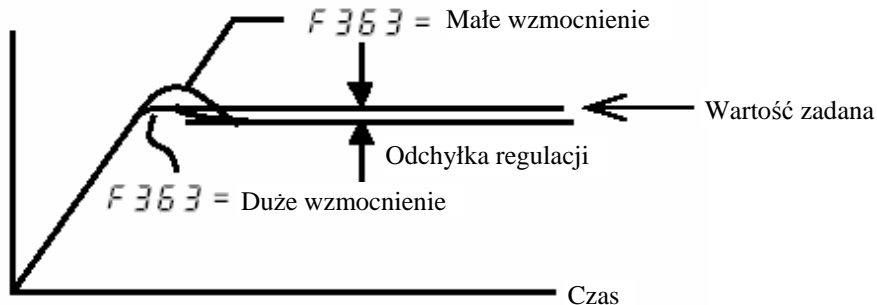 F363 = Małe wzmocnienie
Wartość zadana
Odchyłka regulacji
F363 = Duże wzmocnienie
Czas